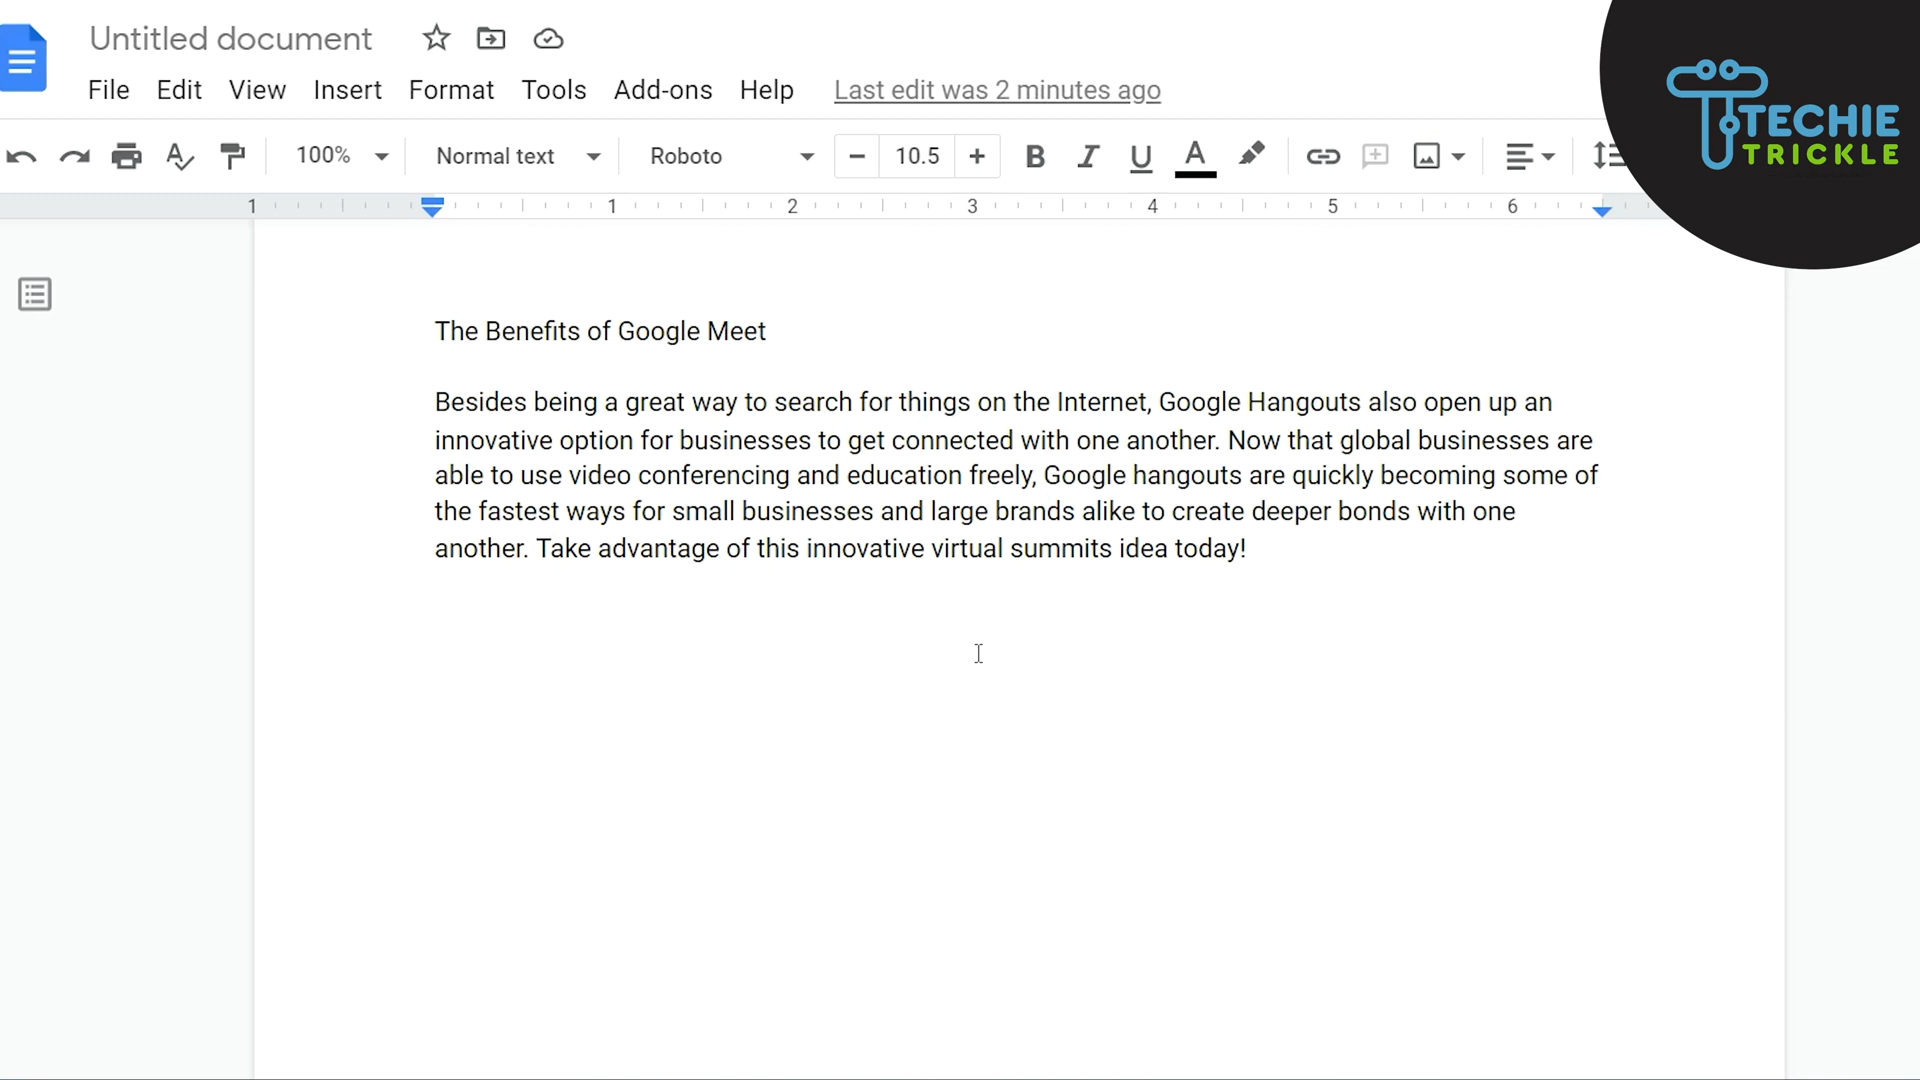 Untitled document
File Edit View Insert Format Tools Add-ons Help Last edit was 2 minutes ago
TECHIE
TRICKLE
100% Normal text Roboto 10.5 B I U A
1 1 2 3 4 5 6
The Benefits of Google Meet
Besides being a great way to search for things on the Internet, Google Hangouts also open up an
innovative option for businesses to get connected with one another. Now that global businesses are
able to use video conferencing and education freely, Google hangouts are quickly becoming some of
the fastest ways for small businesses and large brands alike to create deeper bonds with one
another. Take advantage of this innovative virtual summits idea today!